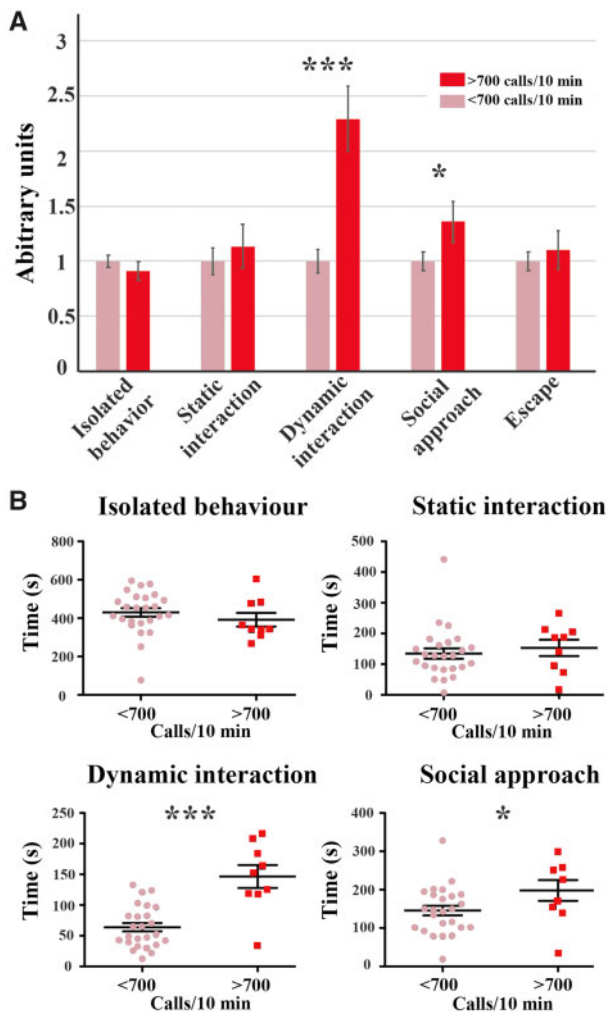 A
3
2.5
2
1.5
1
0.5
0
Abitrary units
***
*
>700 calls/10 min
<700 calls/10 min
Isolated
behavior
Static
interaction
Dynamic
interaction
Social
approach
Escape
B
Isolated behaviour
800
600
400
200
0
Time (s)
<700
>700
Calls/10 min
Static interaction
500
400
300
200
100
0
Time (s)
<700
>700
Calls/10 min
Dynamic interaction
250
200
150
100
50
0
Time (s)
***
<700
>700
Calls/10 min
Social approach
400
300
200
100
0
Time (s)
*
<700
>700
Calls/10 min